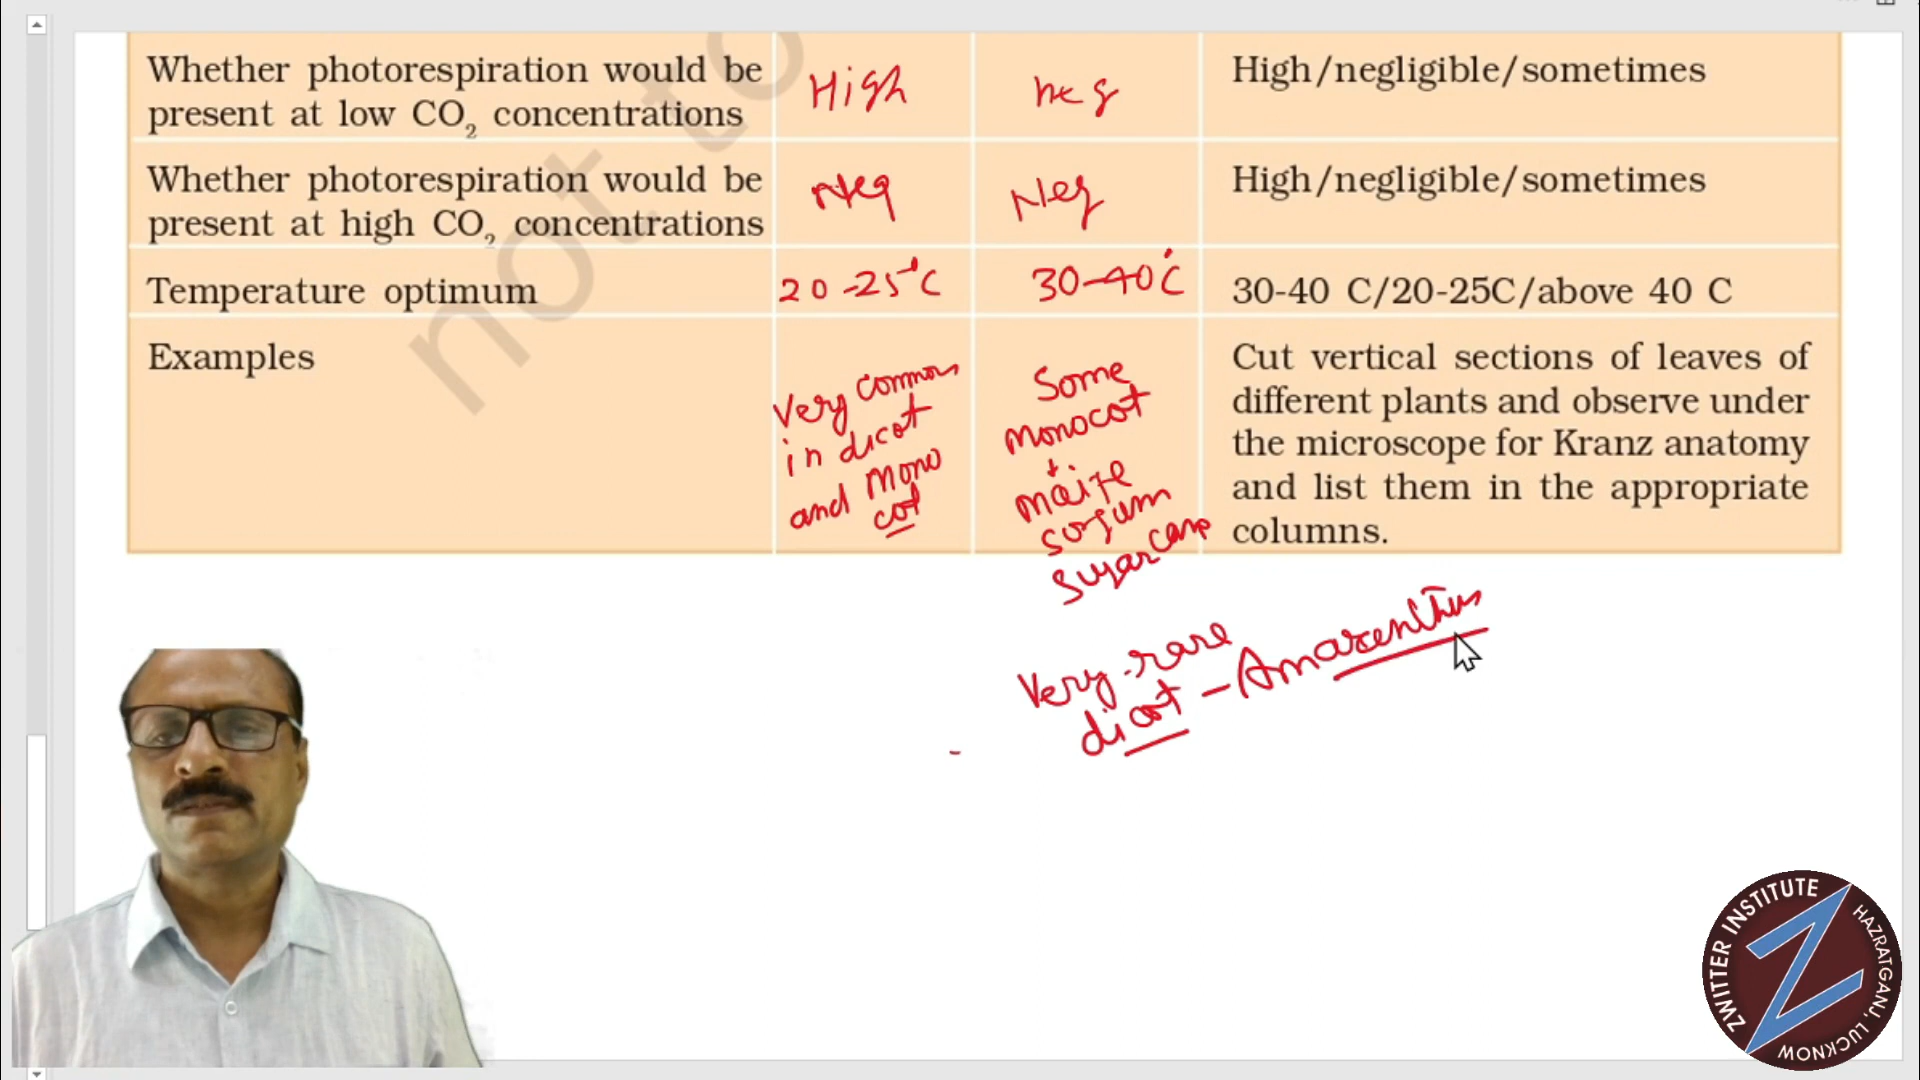 Whether photorespiration would be
present at low CO₂ concentrations
High
neg
High/negligible/sometimes
Whether photorespiration would be
present at high CO₂ concentrations
Neg
Neg
High/negligible/sometimes
Temperature optimum
20-25°C
30-40°C
30-40 C/20-25C/above 40 C
Examples
Very common
in dicot
and Mono
cot
Some
monocot
maize
sorjum
sugarcane
Cut vertical sections of leaves of
different plants and observe under
the microscope for Kranz anatomy
and list them in the appropriate
columns.
Very rare
dicot - Amarenthus
not to
ZWITTER INSTITUTE
HAZRATGANJ, LUCKNOW
Z